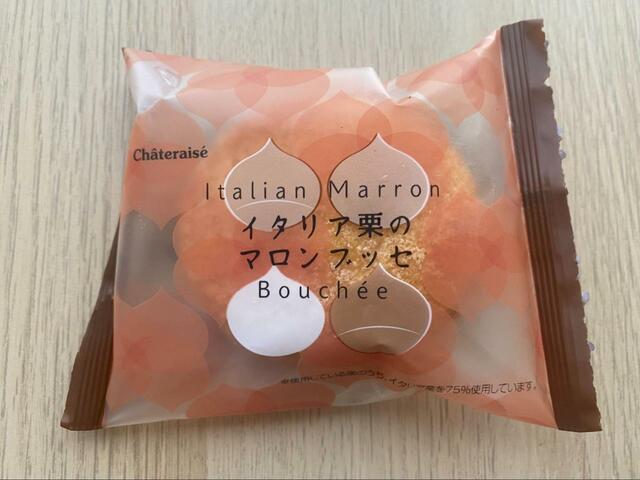 Châteraisé
Italian Marron
イタリア栗の
マロンブッセ
Bouchée
※使用している栗のうち、イタリア栗を75%使用しています。